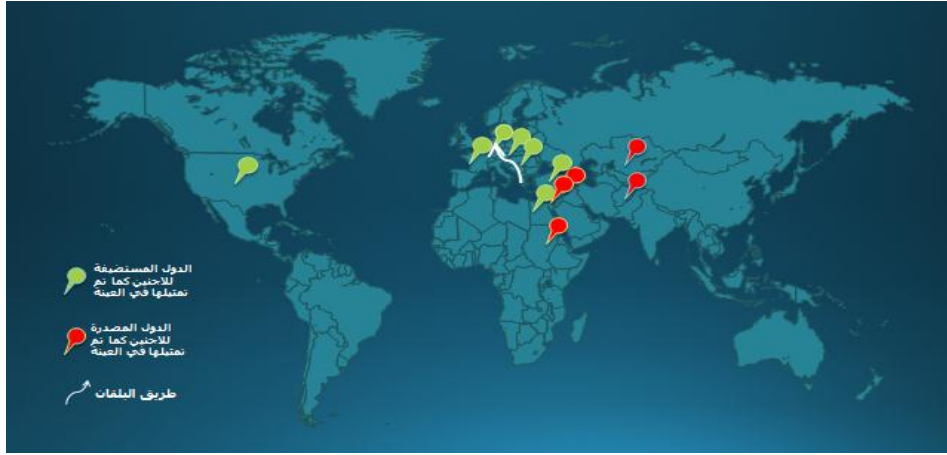 الدول المستضيفة
للاجئين كما تم
تمثيلها في العينة
الدول المصدرة
للاجئين كما تم
تمثيلها في العينة
طريق البلقان